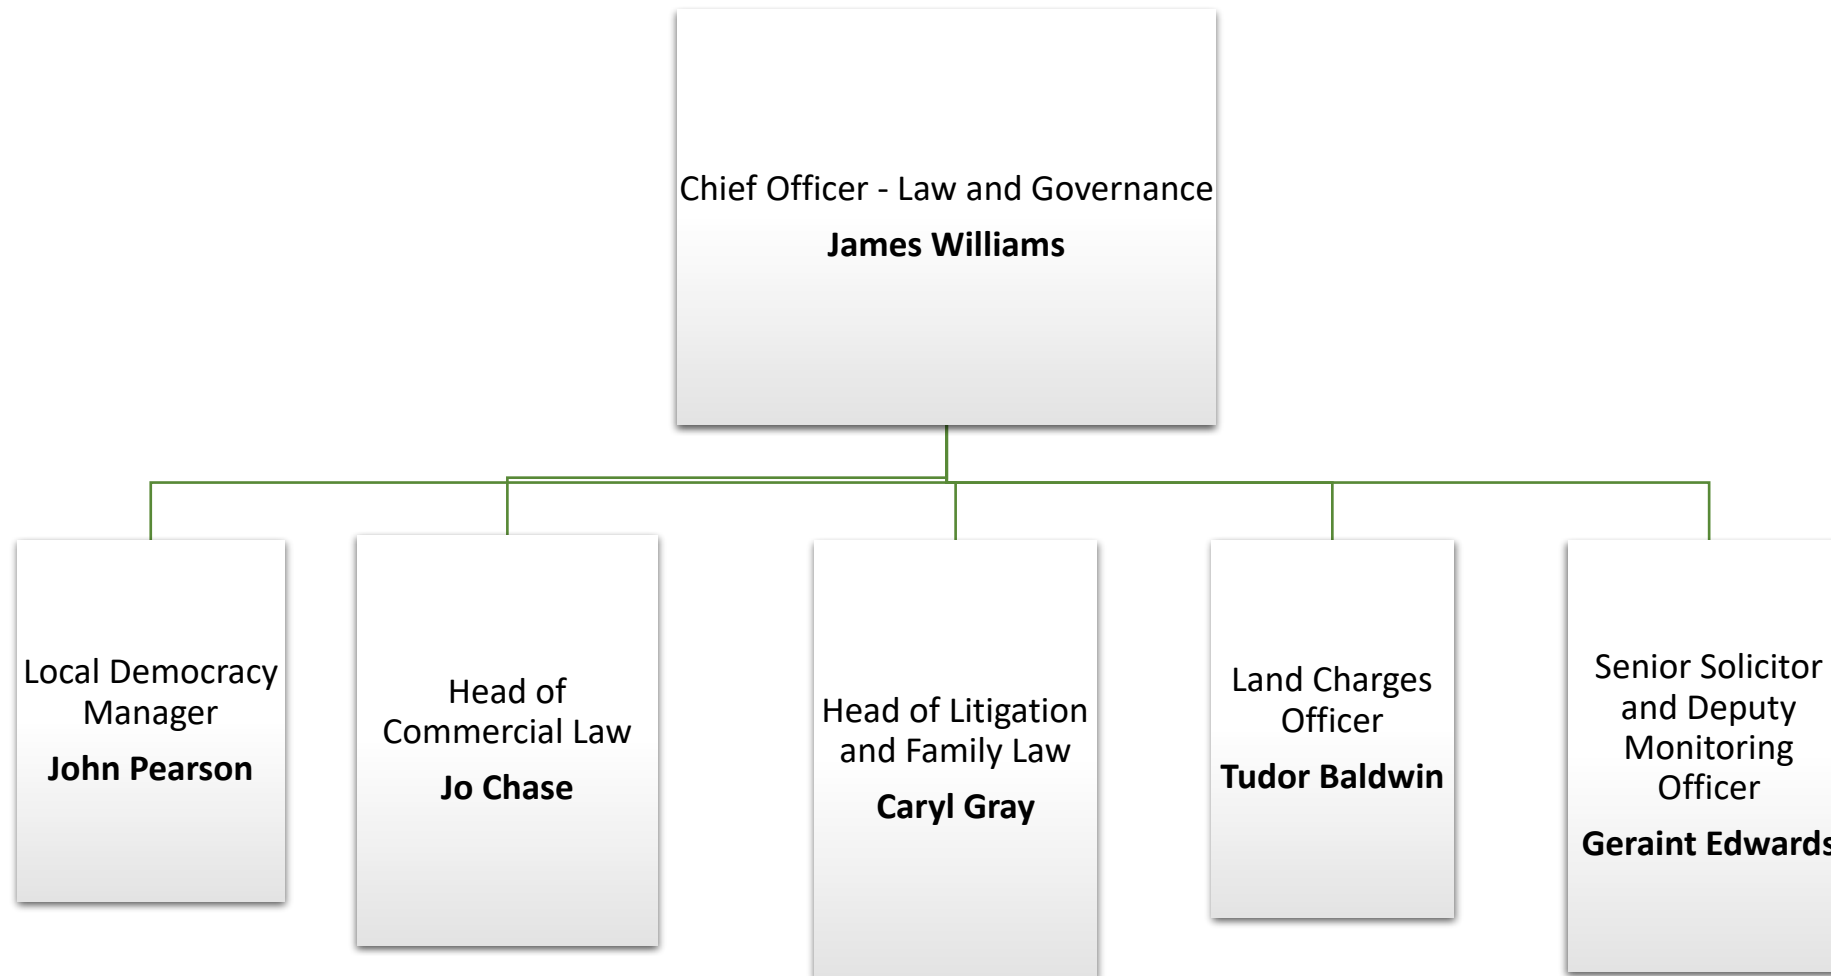 Chief Officer - Law and Governance
James Williams
Local Democracy
Manager
John Pearson
Head of
Commercial Law
Jo Chase
Head of Litigation
and Family Law
Caryl Gray
Land Charges
Officer
Tudor Baldwin
Senior Solicitor
and Deputy
Monitoring
Officer
Geraint Edwards